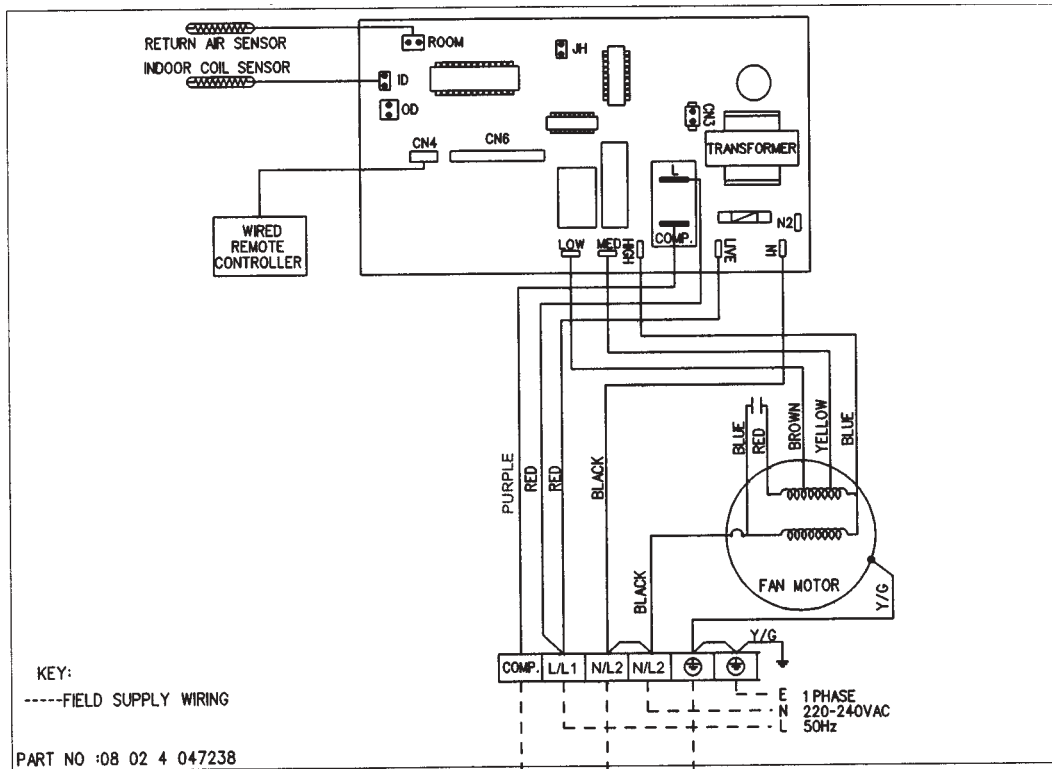 RETURN AIR SENSOR
ROOM
INDOOR COIL SENSOR
ID
OD
JH
CN3
CN4
CN6
TRANSFORMER
L
COMP.
N2
WIRED
REMOTE
CONTROLLER
LOW
MED
HIGH
LIVE
N1
BLUE
RED
BROWN
YELLOW
BLUE
PURPLE
RED
RED
BLACK
BLACK
FAN MOTOR
Y/G
Y/G
COMP. L/L1 N/L2 N/L2
KEY:
-----FIELD SUPPLY WIRING
E 1 PHASE
N 220-240VAC
L 50Hz
PART NO :08 02 4 047238